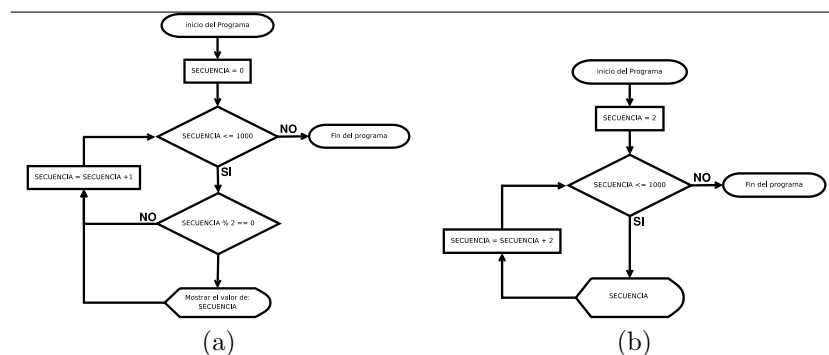 inicio del Programa
SECUENCIA = 0
SECUENCIA <= 1000
NO
Fin del programa
SI
SECUENCIA = SECUENCIA +1
NO
SECUENCIA % 2 == 0
Mostrar el valor de:
SECUENCIA
(a)
inicio del Programa
SECUENCIA = 2
SECUENCIA <= 1000
NO
Fin del programa
SI
SECUENCIA = SECUENCIA + 2
SECUENCIA
(b)